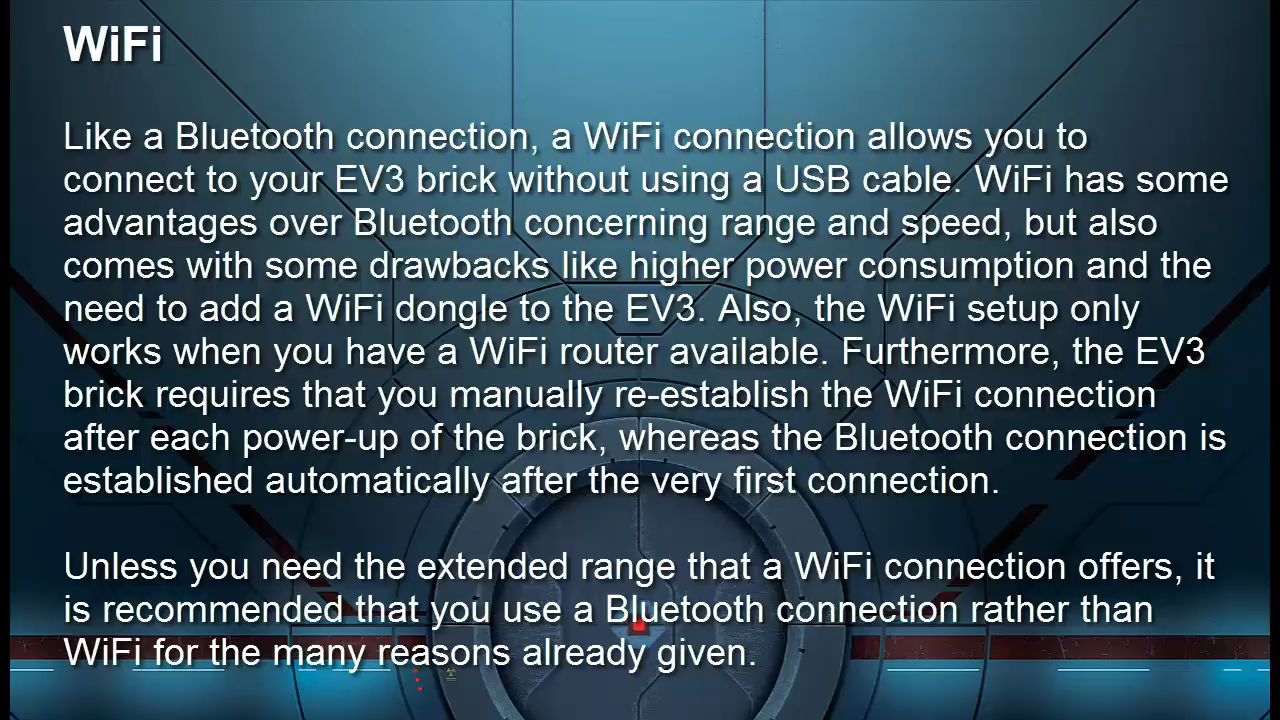 WiFi
Like a Bluetooth connection, a WiFi connection allows you to
connect to your EV3 brick without using a USB cable. WiFi has some
advantages over Bluetooth concerning range and speed, but also
comes with some drawbacks like higher power consumption and the
need to add a WiFi dongle to the EV3. Also, the WiFi setup only
works when you have a WiFi router available. Furthermore, the EV3
brick requires that you manually re-establish the WiFi connection
after each power-up of the brick, whereas the Bluetooth connection is
established automatically after the very first connection.
Unless you need the extended range that a WiFi connection offers, it
is recommended that you use a Bluetooth connection rather than
WiFi for the many reasons already given.